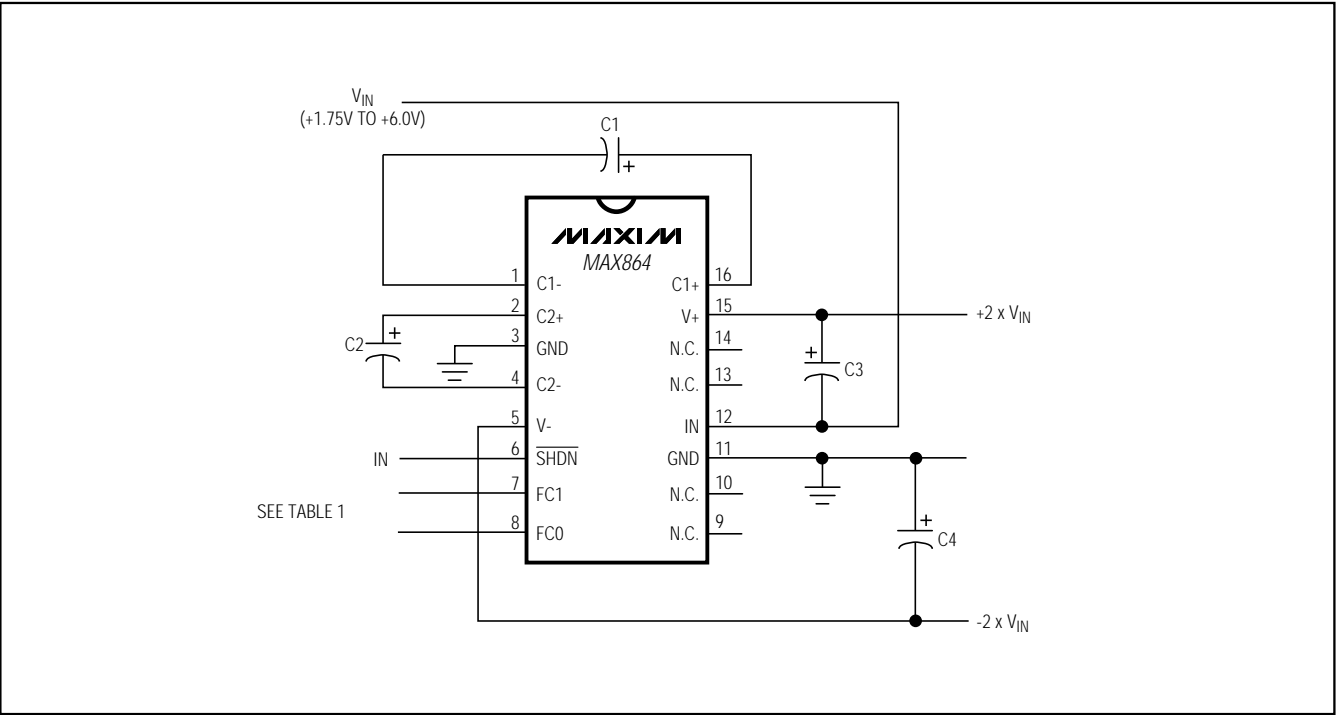 VIN
(+1.75V TO +6.0V)
C1
+
MAXIM
MAX864
1 C1- C1+ 16
2 C2+ V+ 15 +2 x VIN
3 GND N.C. 14
4 C2- N.C. 13
C2 +
+ C3
5 V- IN 12
IN 6 SHDN GND 11
7 FC1 N.C. 10
SEE TABLE 1
8 FC0 N.C. 9
+ C4
-2 x VIN